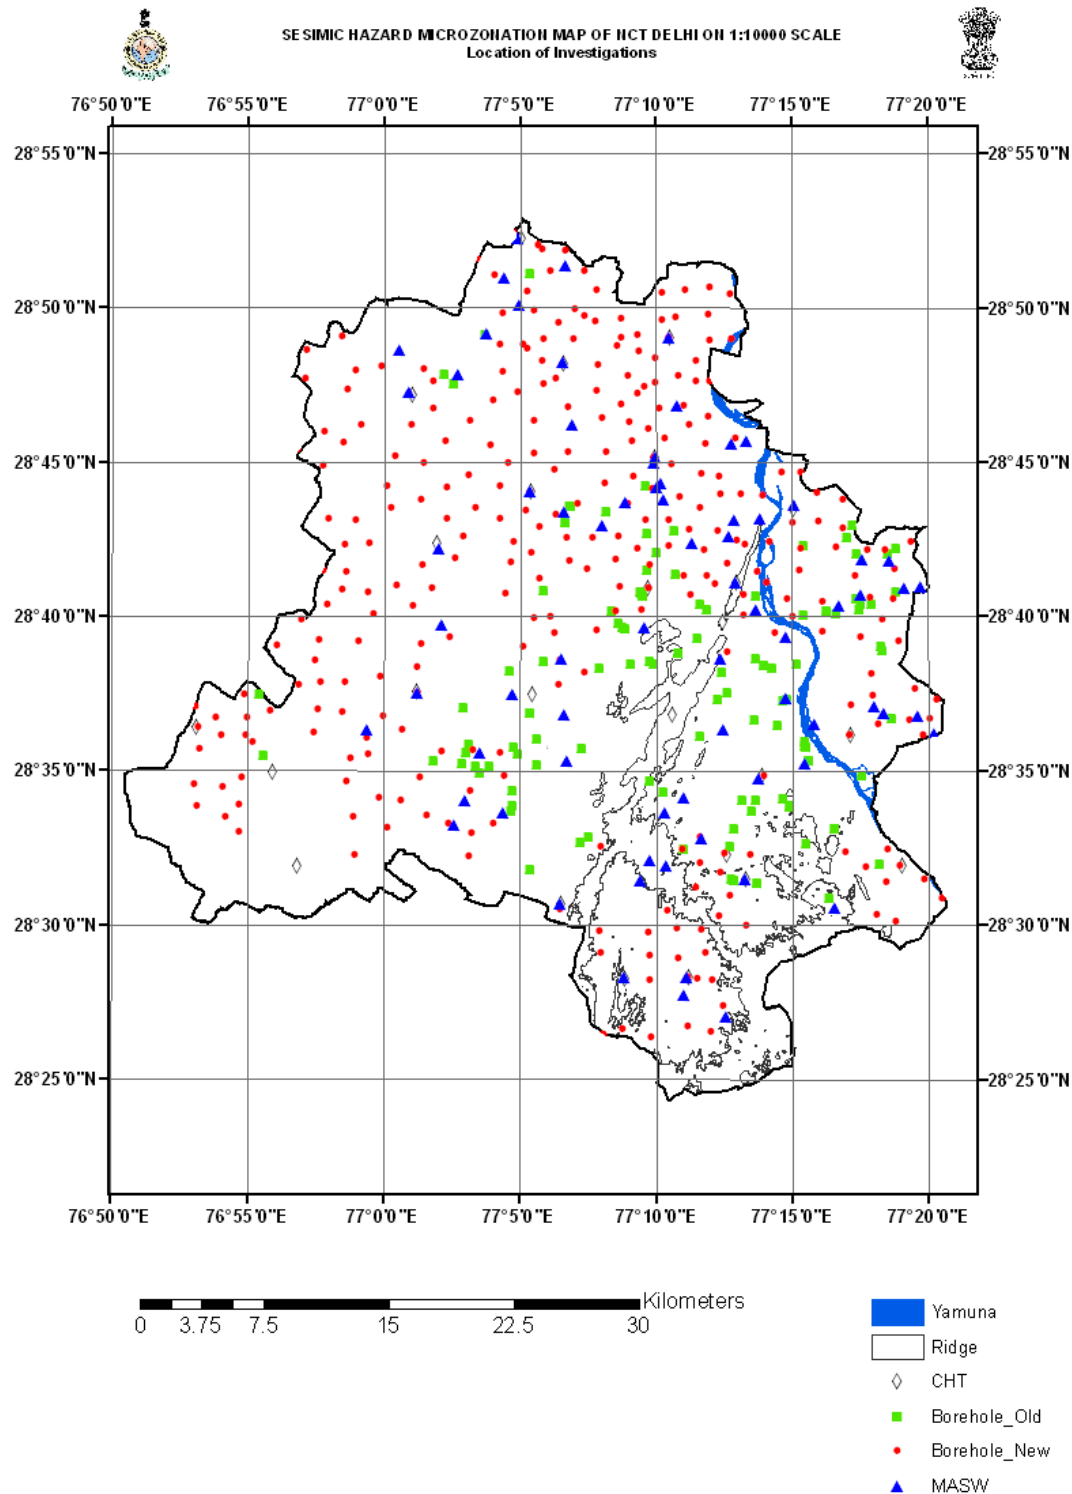 SESIMIC HAZARD MICROZONATION MAP OF NCT DELHI ON 1:10000 SCALE
Location of Investigations
76°50'0"E 76°55'0"E 77°0'0"E 77°5'0"E 77°10'0"E 77°15'0"E 77°20'0"E
28°55'0"N 28°55'0"N
28°50'0"N 28°50'0"N
28°45'0"N 28°45'0"N
28°40'0"N 28°40'0"N
28°35'0"N 28°35'0"N
28°30'0"N 28°30'0"N
28°25'0"N 28°25'0"N
76°50'0"E 76°55'0"E 77°0'0"E 77°5'0"E 77°10'0"E 77°15'0"E 77°20'0"E
Kilometers
0 3.75 7.5 15 22.5 30
Yamuna
Ridge
CHT
Borehole_Old
Borehole_New
MASW